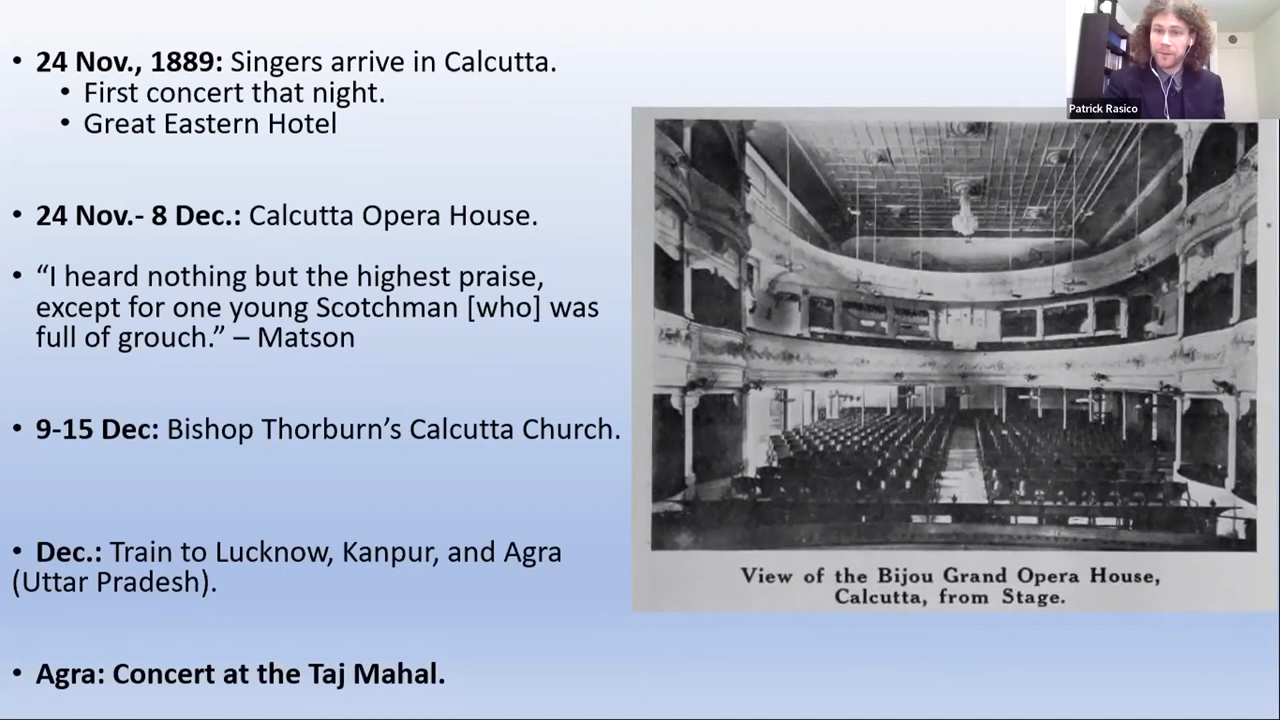 • 24 Nov., 1889: Singers arrive in Calcutta.
• First concert that night.
• Great Eastern Hotel
• 24 Nov.- 8 Dec.: Calcutta Opera House.
• “I heard nothing but the highest praise,
except for one young Scotchman [who] was
full of grouch.” – Matson
• 9-15 Dec: Bishop Thorburn’s Calcutta Church.
• Dec.: Train to Lucknow, Kanpur, and Agra
(Uttar Pradesh).
• Agra: Concert at the Taj Mahal.
Patrick Rasico
View of the Bijou Grand Opera House,
Calcutta, from Stage.